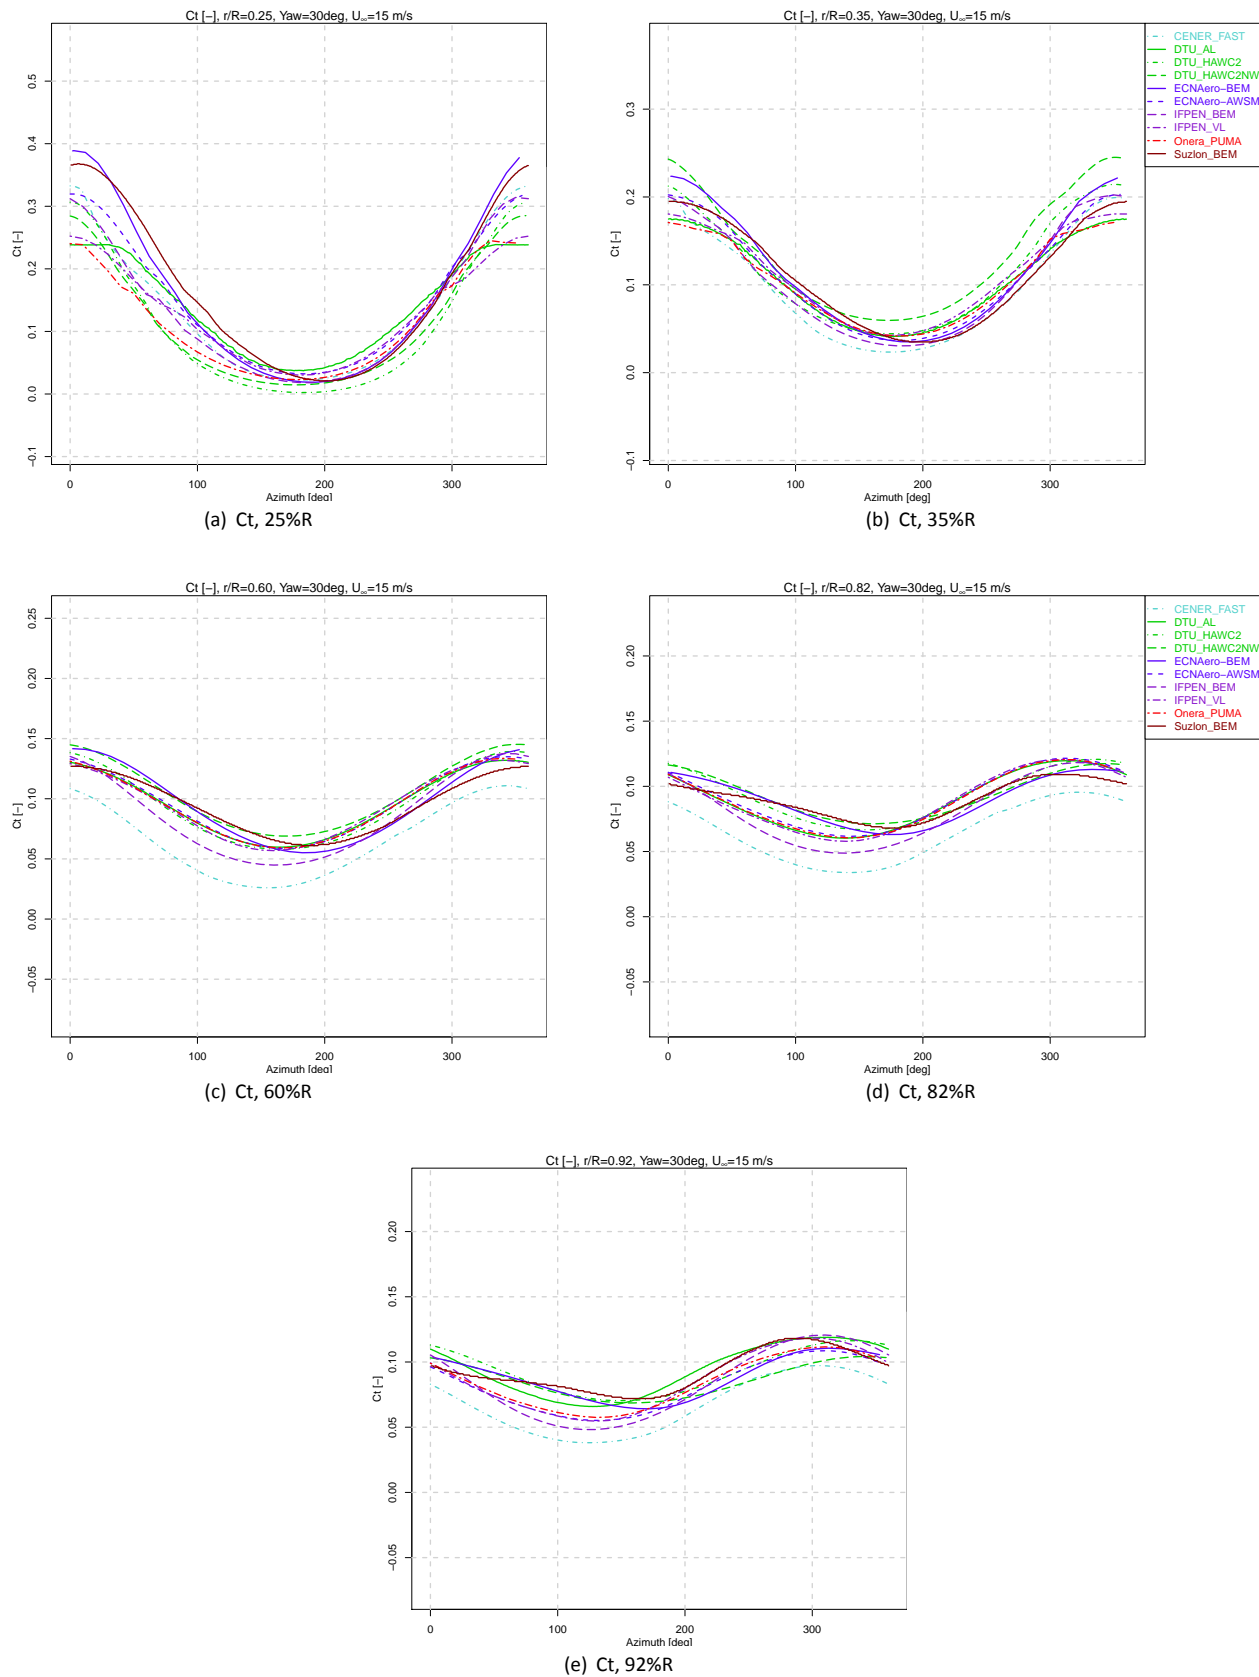 Ct [−], r/R=0.25, Yaw=30deg, U∞=15 m/s
Ct [−]
0.5
0.4
0.3
0.2
0.1
0.0
−0.1
0 100 200 300
Azimuth [deg]
(a) Ct, 25%R
Ct [−], r/R=0.35, Yaw=30deg, U∞=15 m/s
Ct [−]
0.3
0.2
0.1
0.0
−0.1
0 100 200 300
Azimuth [deg]
CENER_FAST
DTU_AL
DTU_HAWC2
DTU_HAWC2NW
ECNAero−BEM
ECNAero−AWSM
IFPEN_BEM
IFPEN_VL
Onera_PUMA
Suzlon_BEM
(b) Ct, 35%R
Ct [−], r/R=0.60, Yaw=30deg, U∞=15 m/s
Ct [−]
0.25
0.20
0.15
0.10
0.05
0.00
−0.05
0 100 200 300
Azimuth [deg]
(c) Ct, 60%R
Ct [−], r/R=0.82, Yaw=30deg, U∞=15 m/s
Ct [−]
0.20
0.15
0.10
0.05
0.00
−0.05
0 100 200 300
Azimuth [deg]
CENER_FAST
DTU_AL
DTU_HAWC2
DTU_HAWC2NW
ECNAero−BEM
ECNAero−AWSM
IFPEN_BEM
IFPEN_VL
Onera_PUMA
Suzlon_BEM
(d) Ct, 82%R
Ct [−], r/R=0.92, Yaw=30deg, U∞=15 m/s
Ct [−]
0.20
0.15
0.10
0.05
0.00
−0.05
0 100 200 300
Azimuth [deg]
(e) Ct, 92%R